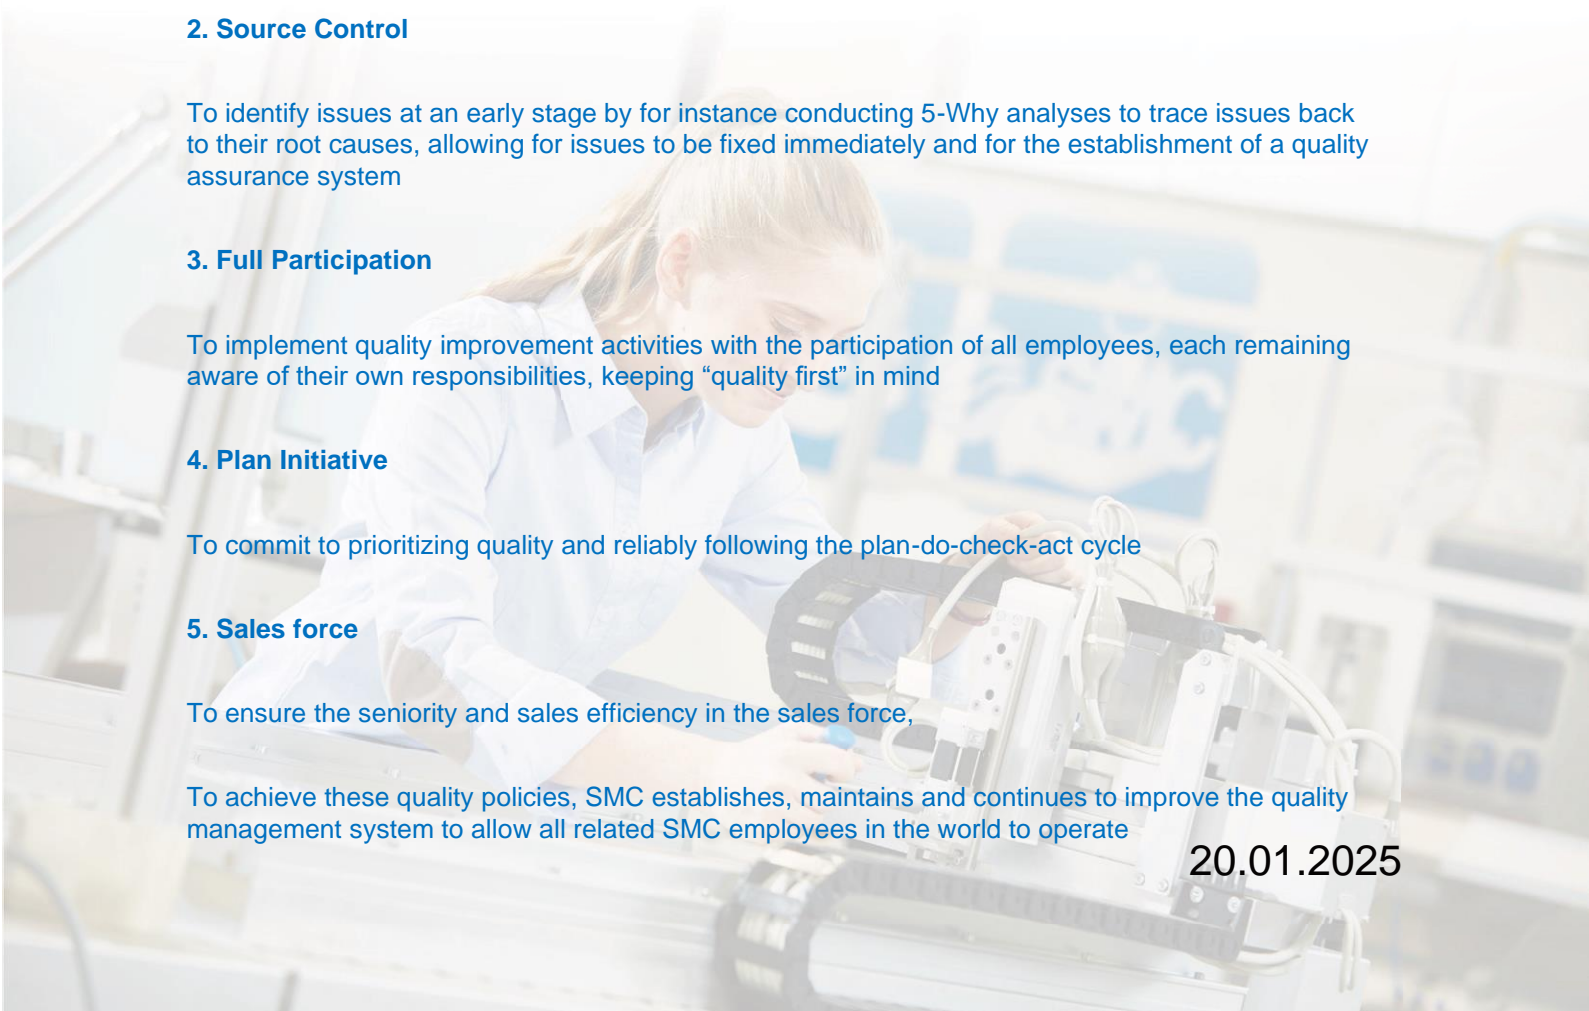 2. Source Control
To identify issues at an early stage by for instance conducting 5-Why analyses to trace issues back
to their root causes, allowing for issues to be fixed immediately and for the establishment of a quality
assurance system
3. Full Participation
To implement quality improvement activities with the participation of all employees, each remaining
aware of their own responsibilities, keeping “quality first” in mind
4. Plan Initiative
To commit to prioritizing quality and reliably following the plan-do-check-act cycle
5. Sales force
To ensure the seniority and sales efficiency in the sales force,
To achieve these quality policies, SMC establishes, maintains and continues to improve the quality
management system to allow all related SMC employees in the world to operate
20.01.2025